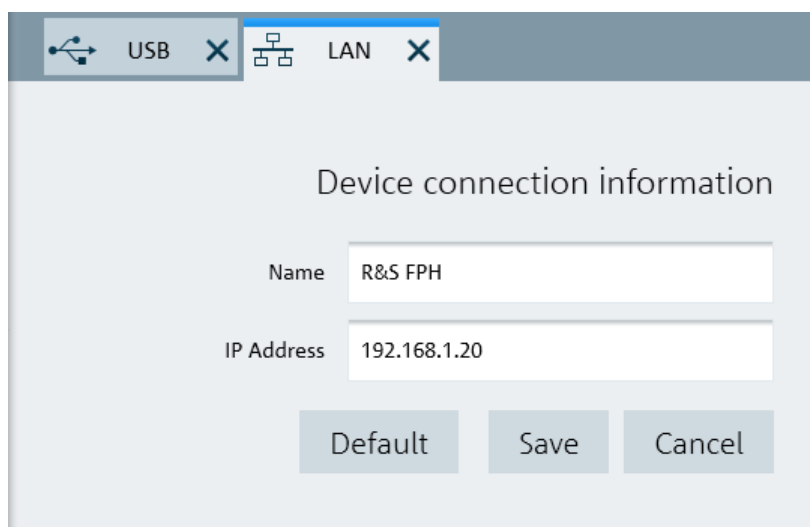 USB LAN
Device connection information
Name R&S FPH
IP Address 192.168.1.20
Default Save Cancel